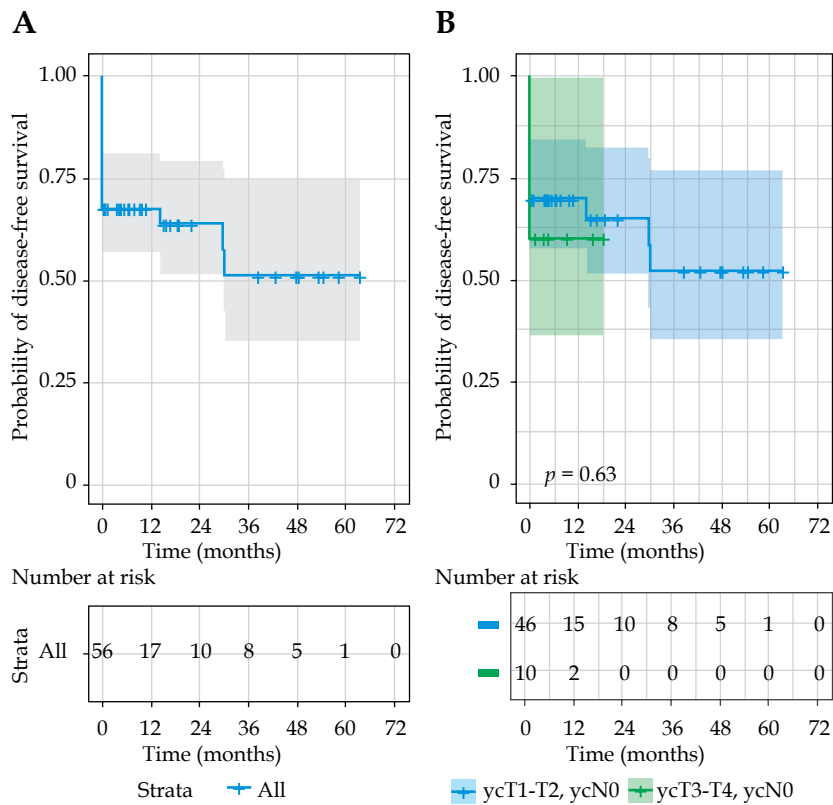 A
Probability of disease-free survival
1.00
0.75
0.50
0.25
0
0 12 24 36 48 60 72
Time (months)
Number at risk
Strata
All 56 17 10 8 5 1 0
0 12 24 36 48 60 72
Time (months)
Strata All
B
Probability of disease-free survival
1.00
0.75
0.50
0.25
0
p = 0.63
0 12 24 36 48 60 72
Time (months)
Number at risk
46 15 10 8 5 1 0
10 2 0 0 0 0 0
0 12 24 36 48 60 72
Time (months)
ycT1-T2, ycN0 ycT3-T4, ycN0